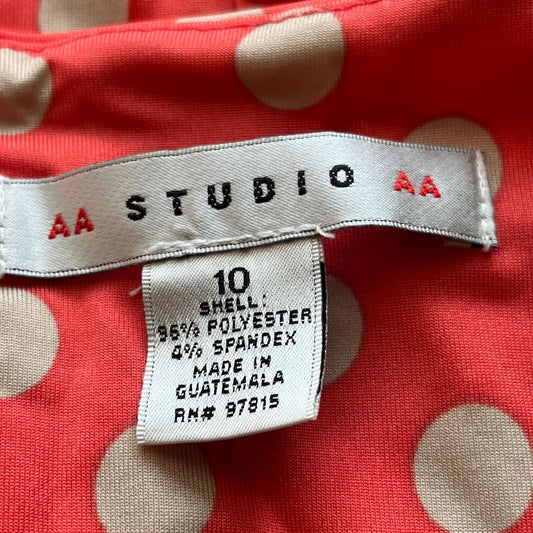 AA STUDIO AA
10
SHELL:
96% POLYESTER
4% SPANDEX
MADE IN
GUATEMALA
RN# 97815